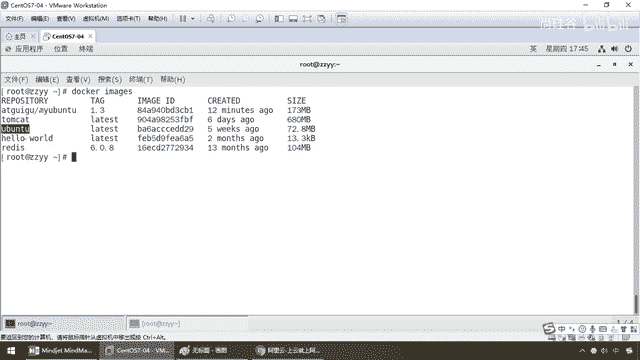 CentOS7-04 - VMware Workstation
文件(F) 编辑(E) 查看(V) 虚拟机(M) 选项卡(T) 帮助(H)
主页 CentOS7-04
应用程序 位置 终端 英 星期四 17:45
root@zzyy:~
文件(F) 编辑(E) 查看(V) 搜索(S) 终端(T) 帮助(H)
[root@zzyy ~]# docker images
REPOSITORY TAG IMAGE ID CREATED SIZE
atguigu/myubuntu 1.3 84a940bd3cb1 12 minutes ago 173MB
tomcat latest 904a98253fbf 6 days ago 680MB
ubuntu latest ba6acccedd29 5 weeks ago 72.8MB
hello-world latest feb5d9fea6a5 2 months ago 13.3kB
redis 6.0.8 16ecd2772934 13 months ago 104MB
[root@zzyy ~]#
尚硅谷 bilibili
root@zzyy:~ [root@zzyy:~] 1 / 4
要返回到您的计算机，请将鼠标指针从虚拟机中移出或按 Ctrl+Alt。
Mindjet MindMa... CentOS7-04 - VM... 无标题 - 画图 阿里云-上云就上阿...